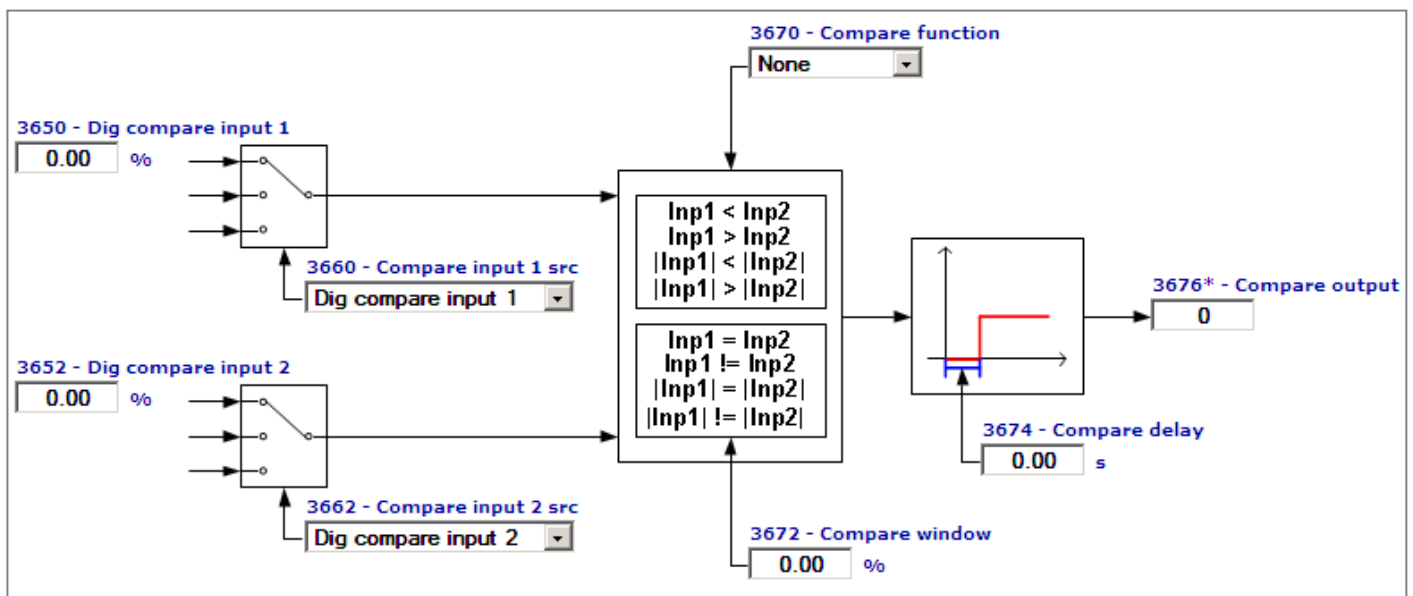 3670 - Compare function
None
3650 - Dig compare input 1
0.00 %
3660 - Compare input 1 src
Dig compare input 1
Inp1 < Inp2
Inp1 > Inp2
|Inp1| < |Inp2|
|Inp1| > |Inp2|
Inp1 = Inp2
Inp1 != Inp2
|Inp1| = |Inp2|
|Inp1| != |Inp2|
3676* - Compare output
0
3652 - Dig compare input 2
0.00 %
3674 - Compare delay
0.00 s
3662 - Compare input 2 src
Dig compare input 2
3672 - Compare window
0.00 %